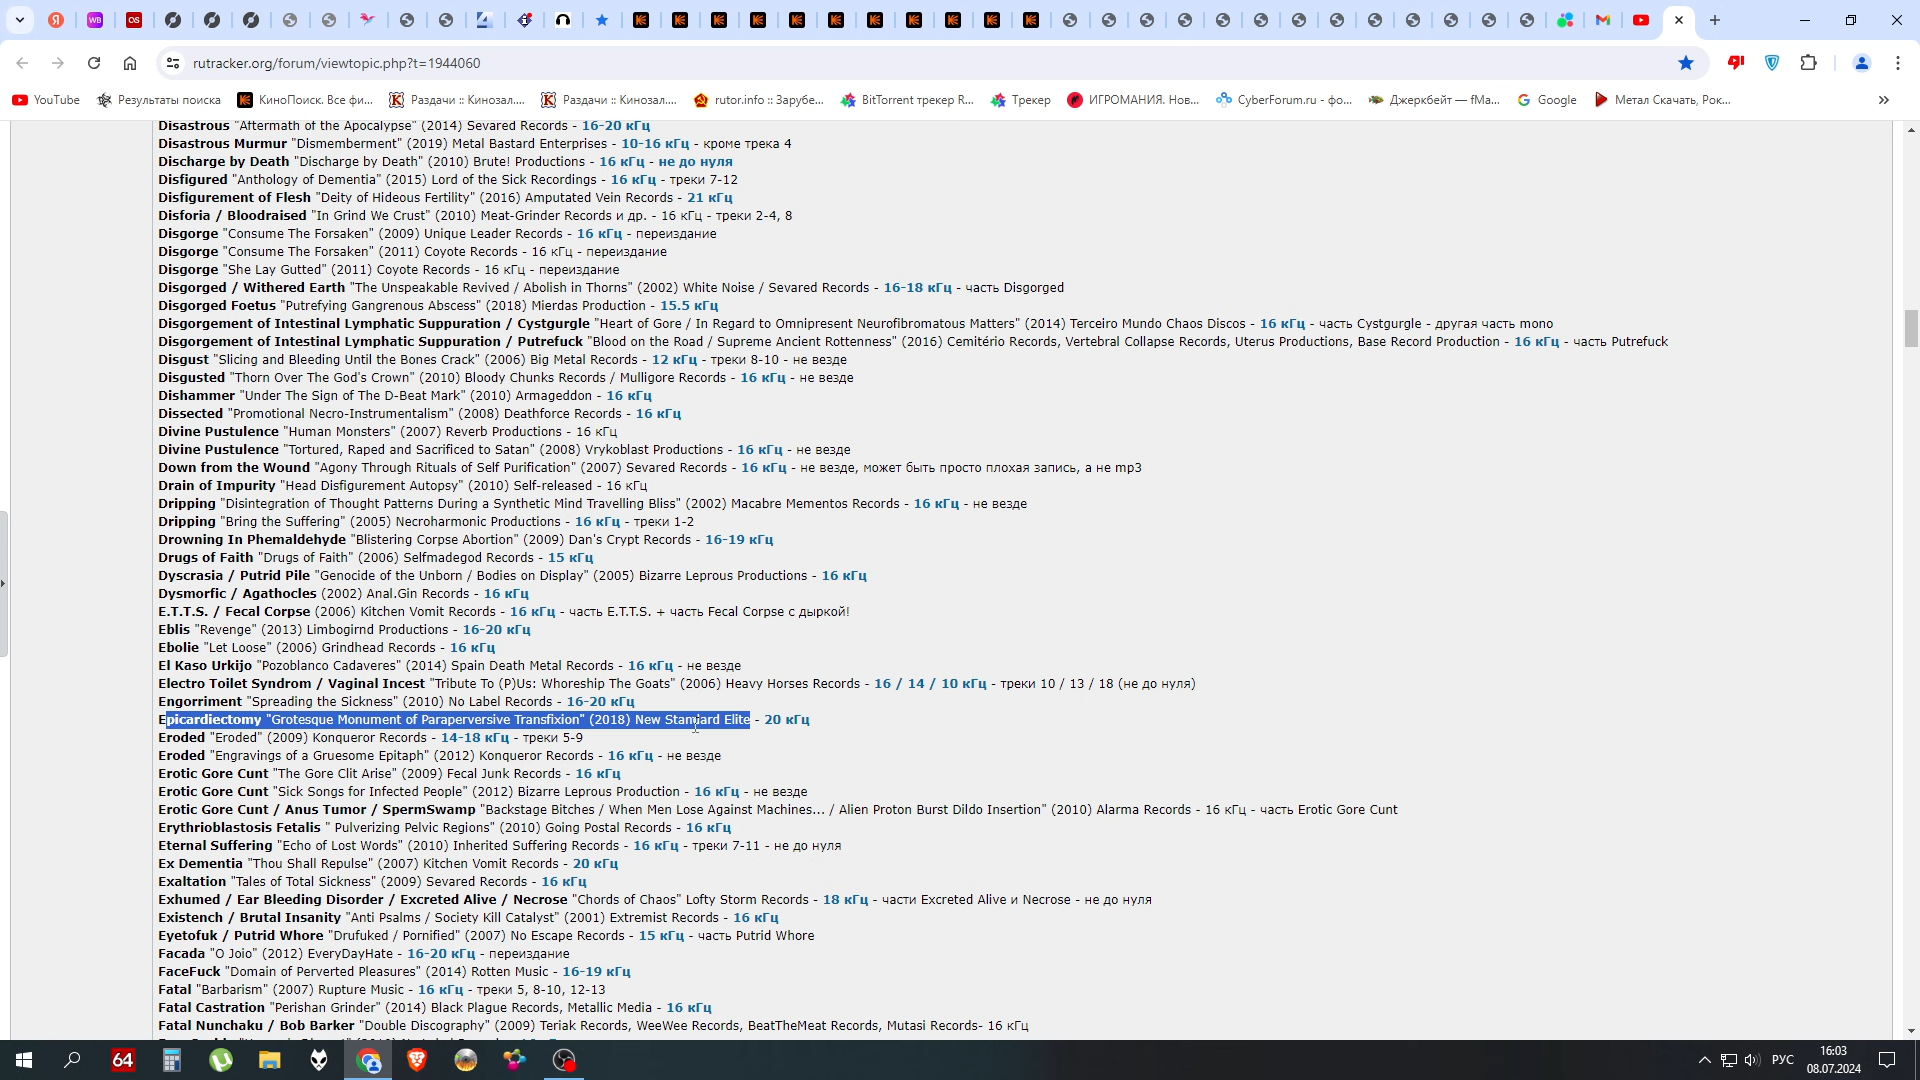 rutracker.org/forum/viewtopic.php?t=1944060
YouTube
Результаты поиска
КиноПоиск. Все фи...
Раздачи :: Кинозал....
Раздачи :: Кинозал....
rutor.info :: Зарубе...
BitTorrent трекер R...
Трекер
ИГРОМАНИЯ. Нов...
CyberForum.ru - фо...
Джеркбейт — fMa...
Google
Метал Скачать, Рок...
Disastrous "Aftermath of the Apocalypse" (2014) Sevared Records - 16-20 кГц
Disastrous Murmur "Dismemberment" (2019) Metal Bastard Enterprises - 10-16 кГц - кроме трека 4
Discharge by Death "Discharge by Death" (2010) Brute! Productions - 16 кГц - не до нуля
Disfigured "Anthology of Dementia" (2015) Lord of the Sick Recordings - 16 кГц - треки 7-12
Disfigurement of Flesh "Deity of Hideous Fertility" (2016) Amputated Vein Records - 21 кГц
Disforia / Bloodraised "In Grind We Crust" (2010) Meat-Grinder Records и др. - 16 кГц - треки 2-4, 8
Disgorge "Consume The Forsaken" (2009) Unique Leader Records - 16 кГц - переиздание
Disgorge "Consume The Forsaken" (2011) Coyote Records - 16 кГц - переиздание
Disgorge "She Lay Gutted" (2011) Coyote Records - 16 кГц - переиздание
Disgorged / Withered Earth "The Unspeakable Revived / Abolish in Thorns" (2002) White Noise / Sevared Records - 16-18 кГц - часть Disgorged
Disgorged Foetus "Putrefying Gangrenous Abscess" (2018) Mierdas Production - 15.5 кГц
Disgorgement of Intestinal Lymphatic Suppuration / Cystgurgle "Heart of Gore / In Regard to Omnipresent Neurofibromatous Matters" (2014) Terceiro Mundo Chaos Discos - 16 кГц - часть Cystgurgle - другая часть mono
Disgorgement of Intestinal Lymphatic Suppuration / Putrefuck "Blood on the Road / Supreme Ancient Rottenness" (2016) Cemitério Records, Vertebral Collapse Records, Uterus Productions, Base Record Production - 16 кГц - часть Putrefuck
Disgust "Slicing and Bleeding Until the Bones Crack" (2006) Big Metal Records - 12 кГц - треки 8-10 - не везде
Disgusted "Thorn Over The God's Crown" (2010) Bloody Chunks Records / Mulligore Records - 16 кГц - не везде
Dishammer "Under The Sign of The D-Beat Mark" (2010) Armageddon - 16 кГц
Dissected "Promotional Necro-Instrumentalism" (2008) Deathforce Records - 16 кГц
Divine Pustulence "Human Monsters" (2007) Reverb Productions - 16 кГц
Divine Pustulence "Tortured, Raped and Sacrificed to Satan" (2008) Vrykoblast Productions - 16 кГц - не везде
Down from the Wound "Agony Through Rituals of Self Purification" (2007) Sevared Records - 16 кГц - не везде, может быть просто плохая запись, а не mp3
Drain of Impurity "Head Disfigurement Autopsy" (2010) Self-released - 16 кГц
Dripping "Disintegration of Thought Patterns During a Synthetic Mind Travelling Bliss" (2002) Macabre Mementos Records - 16 кГц - не везде
Dripping "Bring the Suffering" (2005) Necroharmonic Productions - 16 кГц - треки 1-2
Drowning In Phemaldehyde "Blistering Corpse Abortion" (2009) Dan's Crypt Records - 16-19 кГц
Drugs of Faith "Drugs of Faith" (2006) Selfmadegod Records - 15 кГц
Dyscrasia / Putrid Pile "Genocide of the Unborn / Bodies on Display" (2005) Bizarre Leprous Productions - 16 кГц
Dysmorfic / Agathocles (2002) Anal.Gin Records - 16 кГц
E.T.T.S. / Fecal Corpse (2006) Kitchen Vomit Records - 16 кГц - часть E.T.T.S. + часть Fecal Corpse с дыркой!
Eblis "Revenge" (2013) Limbogirnd Productions - 16-20 кГц
Ebolie "Let Loose" (2006) Grindhead Records - 16 кГц
El Kaso Urkijo "Pozoblanco Cadaveres" (2014) Spain Death Metal Records - 16 кГц - не везде
Electro Toilet Syndrom / Vaginal Incest "Tribute To (P)Us: Whoreship The Goats" (2006) Heavy Horses Records - 16 / 14 / 10 кГц - треки 10 / 13 / 18 (не до нуля)
Engorriment "Spreading the Sickness" (2010) No Label Records - 16-20 кГц
Epicardiectomy "Grotesque Monument of Paraperversive Transfixion" (2018) New Standard Elite - 20 кГц
Eroded "Eroded" (2009) Konqueror Records - 14-18 кГц - треки 5-9
Eroded "Engravings of a Gruesome Epitaph" (2012) Konqueror Records - 16 кГц - не везде
Erotic Gore Cunt "The Gore Clit Arise" (2009) Fecal Junk Records - 16 кГц
Erotic Gore Cunt "Sick Songs for Infected People" (2012) Bizarre Leprous Production - 16 кГц - не везде
Erotic Gore Cunt / Anus Tumor / SpermSwamp "Backstage Bitches / When Men Lose Against Machines... / Alien Proton Burst Dildo Insertion" (2010) Alarma Records - 16 кГц - часть Erotic Gore Cunt
Erythrioblastosis Fetalis " Pulverizing Pelvic Regions" (2010) Going Postal Records - 16 кГц
Eternal Suffering "Echo of Lost Words" (2010) Inherited Suffering Records - 16 кГц - треки 7-11 - не до нуля
Ex Dementia "Thou Shall Repulse" (2007) Kitchen Vomit Records - 20 кГц
Exaltation "Tales of Total Sickness" (2009) Sevared Records - 16 кГц
Exhumed / Ear Bleeding Disorder / Excreted Alive / Necrose "Chords of Chaos" Lofty Storm Records - 18 кГц - части Excreted Alive и Necrose - не до нуля
Existench / Brutal Insanity "Anti Psalms / Society Kill Catalyst" (2001) Extremist Records - 16 кГц
Eyetofuk / Putrid Whore "Drufuked / Pornified" (2007) No Escape Records - 15 кГц - часть Putrid Whore
Facada "O Joio" (2012) EveryDayHate - 16-20 кГц - переиздание
FaceFuck "Domain of Perverted Pleasures" (2014) Rotten Music - 16-19 кГц
Fatal "Barbarism" (2007) Rupture Music - 16 кГц - треки 5, 8-10, 12-13
Fatal Castration "Perishan Grinder" (2014) Black Plague Records, Metallic Media - 16 кГц
Fatal Nunchaku / Bob Barker "Double Discography" (2009) Teriak Records, WeeWee Records, BeatTheMeat Records, Mutasi Records- 16 кГц
64
РУС
16:03
08.07.2024